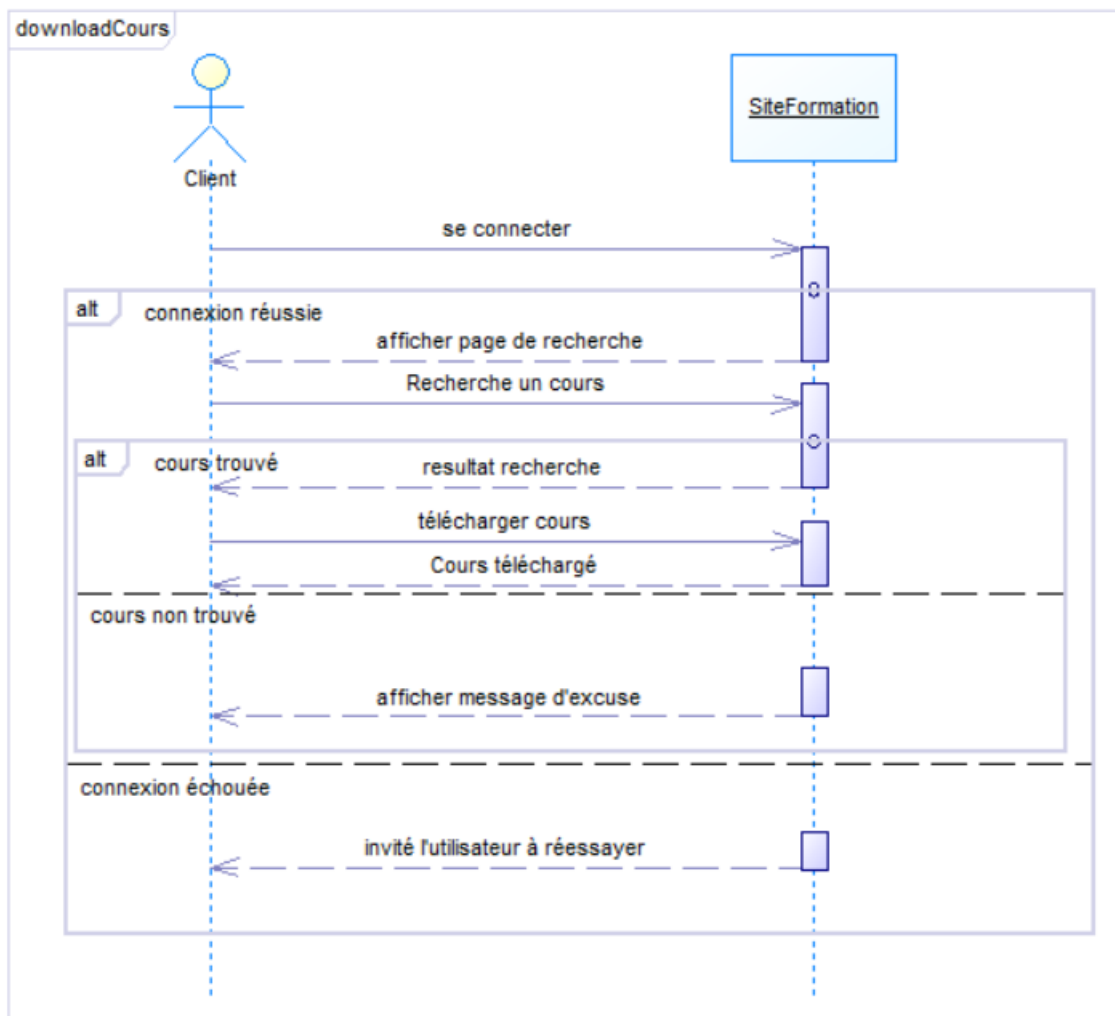 downloadCours
SiteFormation
Client
se connecter
alt
connexion réussie
afficher page de recherche
Recherche un cours
alt
cours trouvé
resultat recherche
télécharger cours
Cours téléchargé
cours non trouvé
afficher message d'excuse
connexion échouée
invité l'utilisateur à réessayer